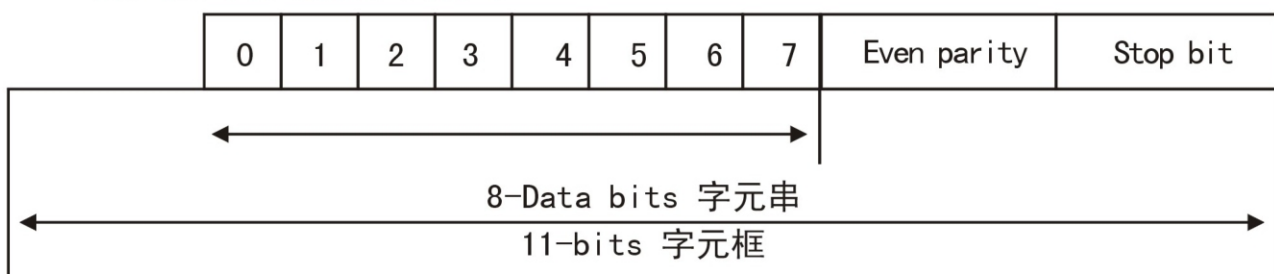 0 1 2 3 4 5 6 7 Even parity Stop bit
8-Data bits 字元串
11-bits 字元框